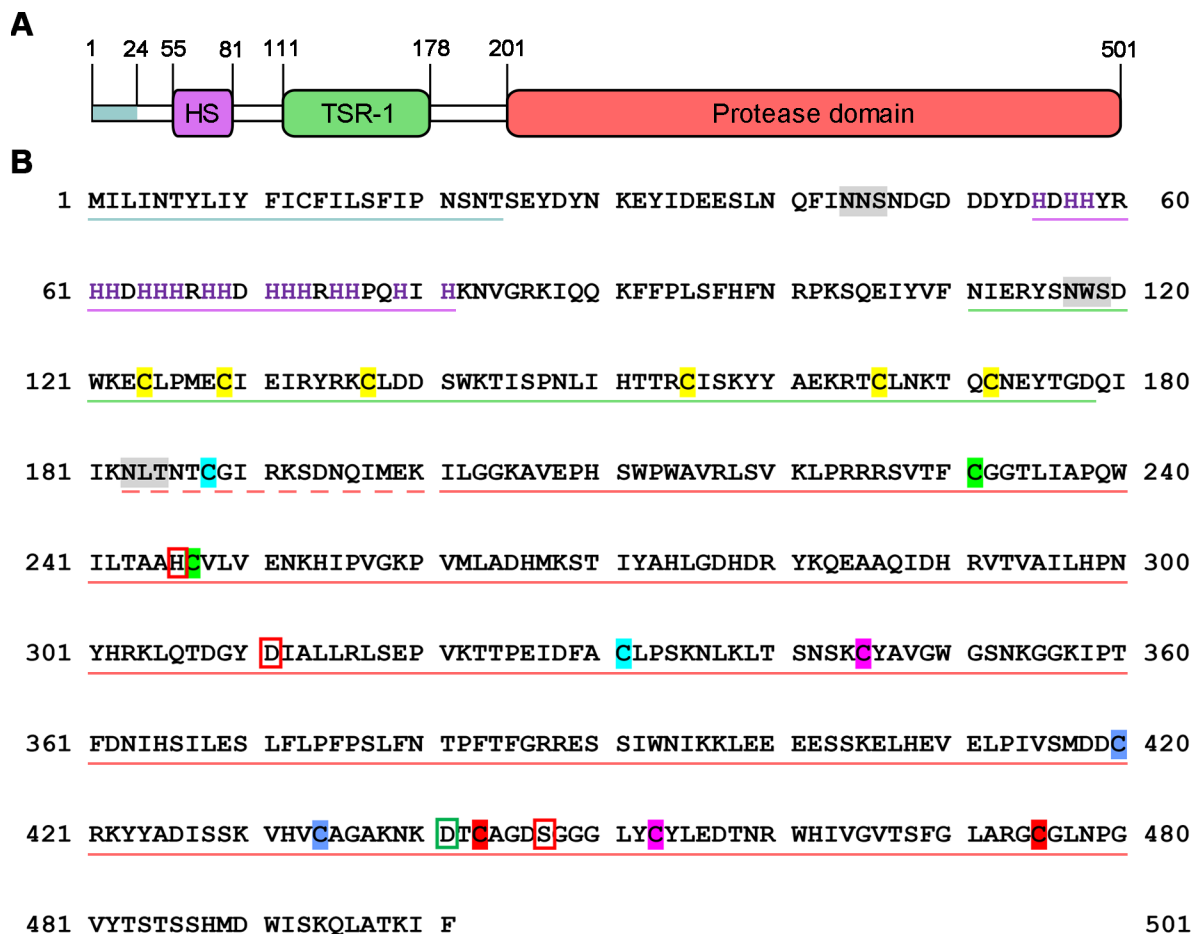 A
1 24 55 81 111 178 201 501
HS TSR-1 Protease domain
B
1 MILINTYLIY FICFILSFIP NSNTSEYDYN KEYIDEESLN QFINNSNDGD DDYDHDHHYR 60
61 HHDHHHRHHD HHHRHHPQHI HKNVGRKIQQ KFFPLSFHFN RPKSQEIYVF NIERYSNWSD 120
121 WKECLPMECI EIRYRKCLDD SWKTISPNLI HTTRCISKYY AEKRTCLNKT QCNEYTGDQI 180
181 IKNLTNTCGI RKSDNQIMEK ILGGKAVEPH SWPWAVRLSV KLPRRRSVTF CGGTLIAPQW 240
241 ILTAAHCVLV ENKHIPVGKP VMLADHMKST IYAHLGDHDR YKQEAAQIDH RVTVAILHPN 300
301 YHRKLQTDGY DIALLRLSEP VKTTPEIDFA CLPSKNLKLT SNSKCYAVGW GSNKGGKIPT 360
361 FDNIHSILES LFLPFPSLFN TPFTFGRRES SIWNIKKLEE EESSKELHEV ELPIVSMDDC 420
421 RKYYADISSK VHVCAGAKNK DTCAGDSGGG LYCYLEDTNR WHIVGVTSFG LARGCGLNPG 480
481 VYTSTSSHMD WISKQLATKI F 501